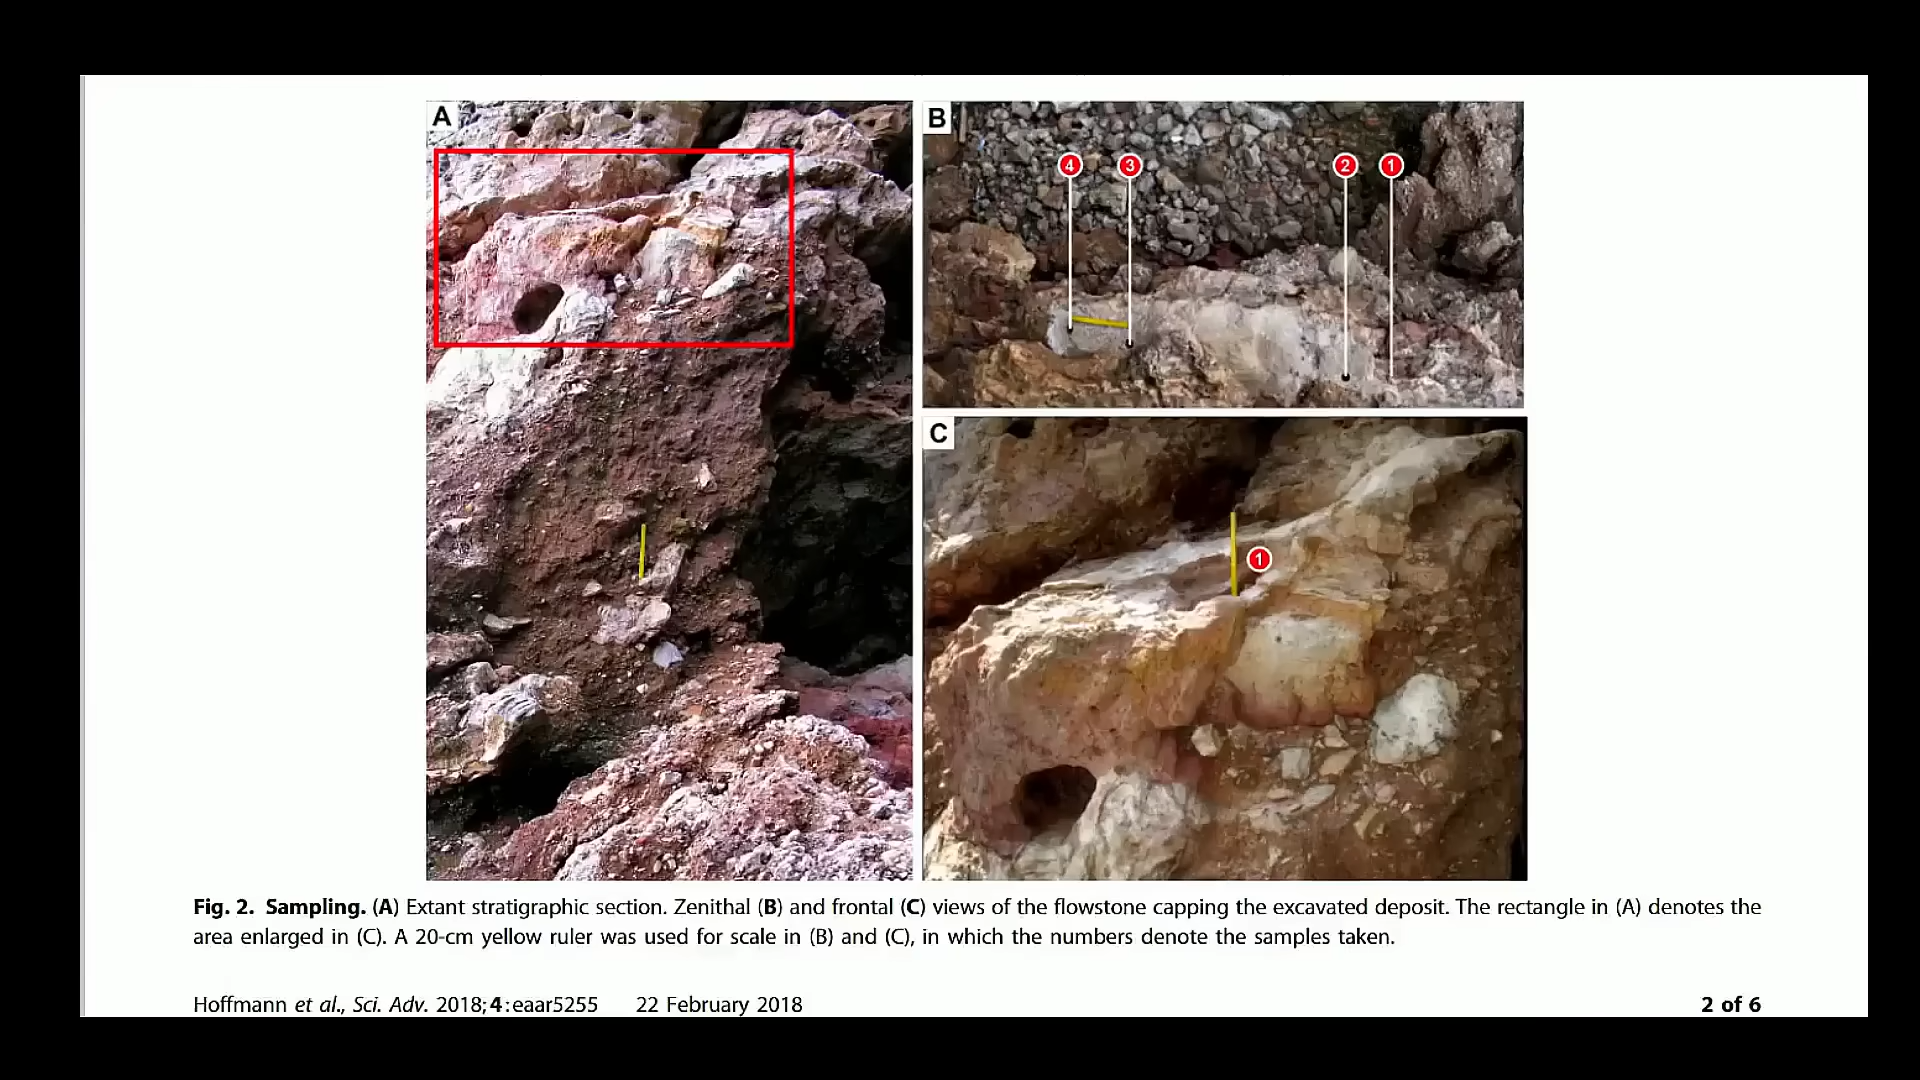 A
B
4 3 2 1
C
1
Fig. 2. Sampling. (A) Extant stratigraphic section. Zenithal (B) and frontal (C) views of the flowstone capping the excavated deposit. The rectangle in (A) denotes the
area enlarged in (C). A 20-cm yellow ruler was used for scale in (B) and (C), in which the numbers denote the samples taken.
Hoffmann et al., Sci. Adv. 2018; 4 : eaar5255 22 February 2018 2 of 6